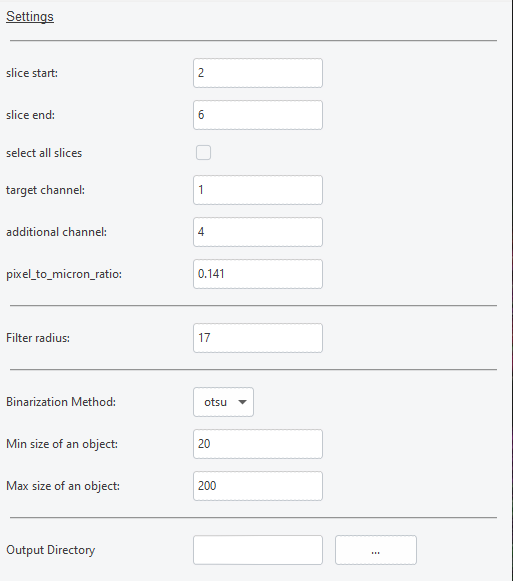 Settings
slice start: 2
slice end: 6
select all slices
target channel: 1
additional channel: 4
pixel_to_micron_ratio: 0.141
Filter radius: 17
Binarization Method: otsu
Min size of an object: 20
Max size of an object: 200
Output Directory ...